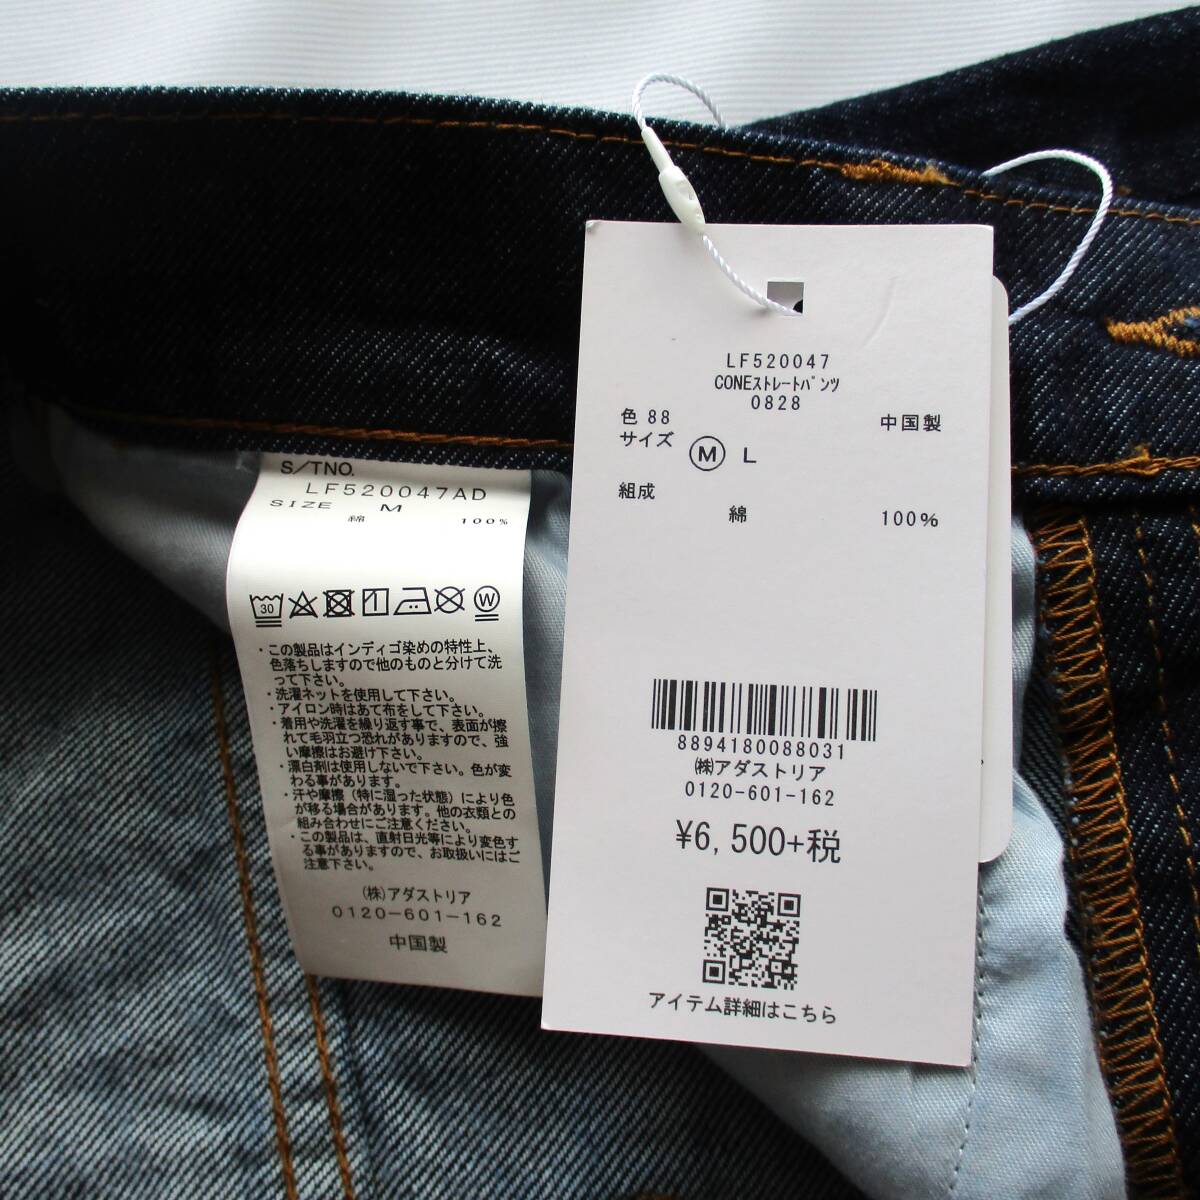 LF520047
CONEストレートパンツ
0828
色 88 中国製
サイズ M L
組成
綿 100%
8894180088031
㈱アダストリア
0120-601-162
¥6,500+税
アイテム詳細はこちら
S/TNO.
LF520047AD
SIZE M
綿 100%
30
W
・この製品はインディゴ染めの特性上、
色落ちしますので他のものと分けて洗
って下さい。
・洗濯ネットを使用して下さい。
・アイロン時はあて布をして下さい。
・着用や洗濯を繰り返す事で、表面が擦
れて毛羽立つ恐れがありますので、強
い摩擦はお避け下さい。
・漂白剤は使用しないで下さい。色が変
わる事があります。
・汗や摩擦（特に湿った状態）により色
が移る場合があります。他の衣類との
組み合わせにご注意ください。
・この製品は、直射日光等により変色す
る事がありますので、お取扱いにはご
注意下さい。
㈱アダストリア
0120-601-162
中国製